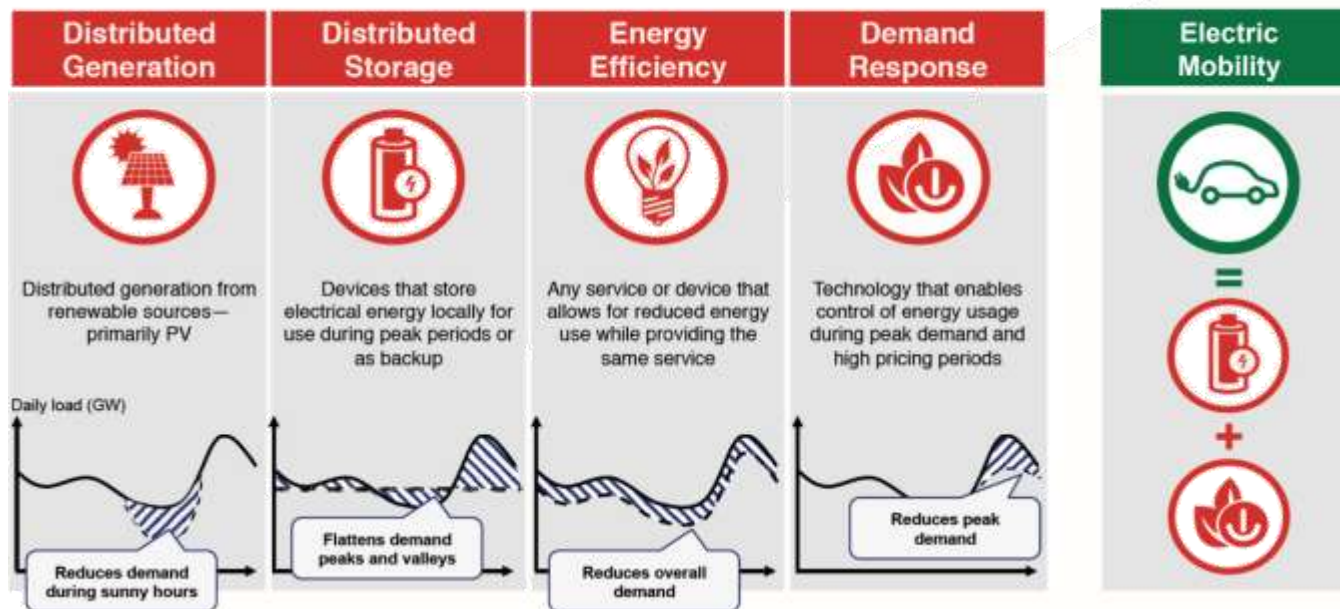 Distributed
Generation
Distributed
Storage
Energy
Efficiency
Demand
Response
Electric
Mobility
Distributed generation from
renewable sources—
primarily PV
Devices that store
electrical energy locally for
use during peak periods or
as backup
Any service or device that
allows for reduced energy
use while providing the
same service
Technology that enables
control of energy usage
during peak demand and
high pricing periods
=
+
Daily load (GW)
Reduces demand
during sunny hours
Flattens demand
peaks and valleys
Reduces overall
demand
Reduces peak
demand